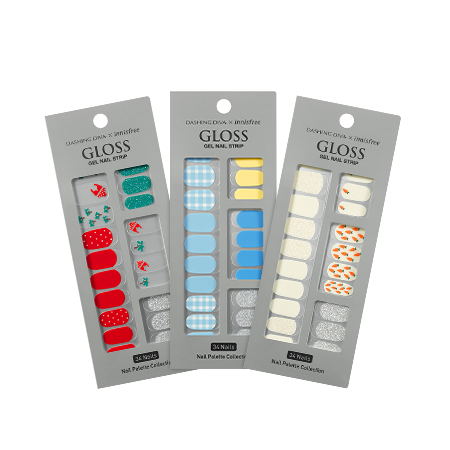 DASHING DIVA × innisfree
GLOSS
GEL NAIL STRIP
34 Nails
Nail Palette Collection
DASHING DIVA × innisfree
GLOSS
GEL NAIL STRIP
34 Nails
Nail Palette Collection
DASHING DIVA × innisfree
GLOSS
GEL NAIL STRIP
34 Nails
Nail Palette Collection